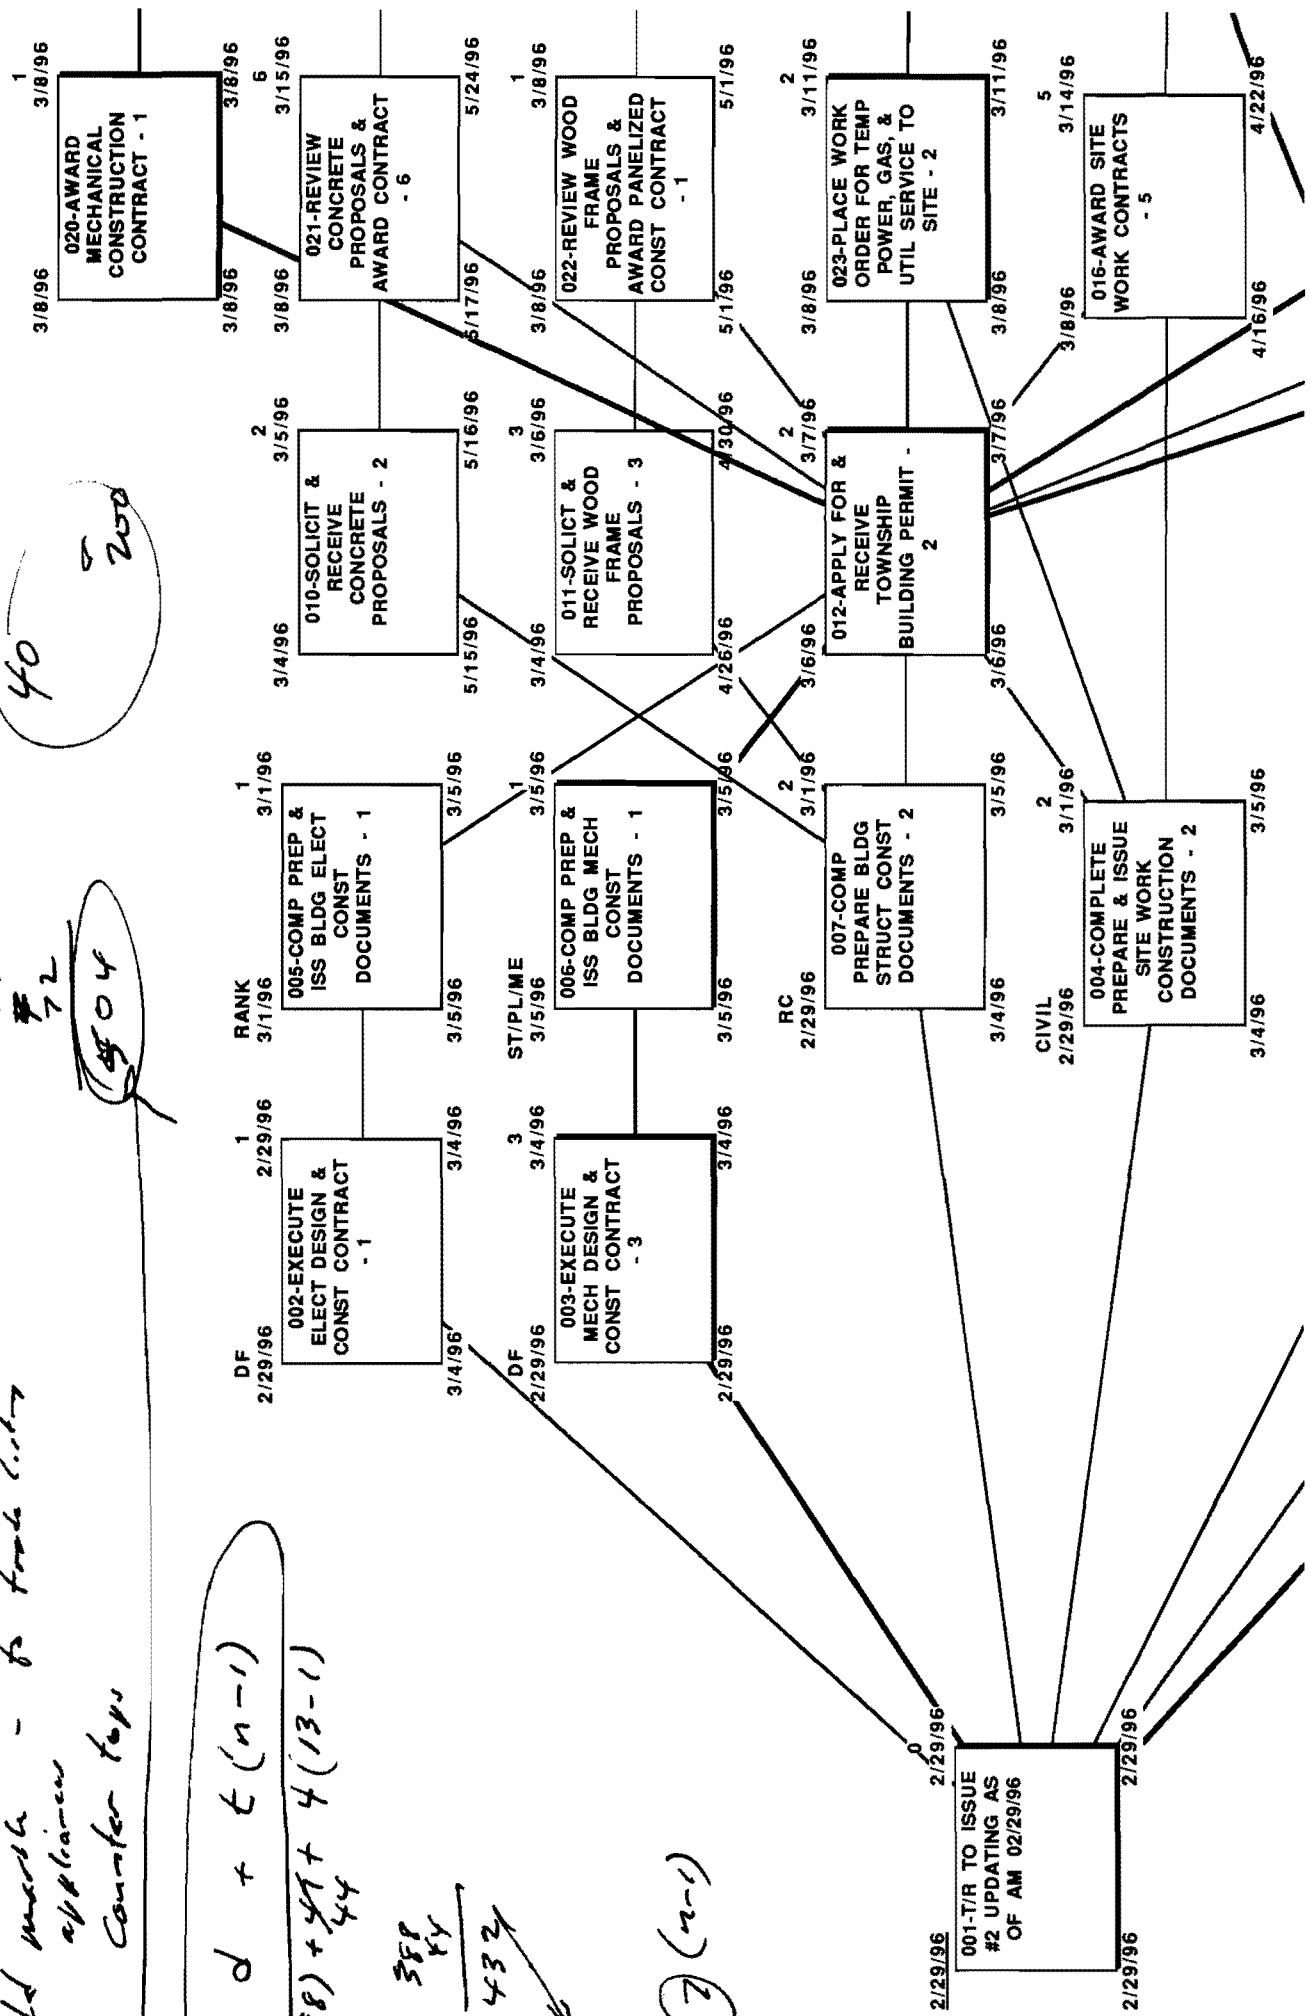 appliances
Counter tops
72
504
40
200
d + t (n-1)
4 (13-1)
44
388
44
432
(n-1)
3/8/96
1
3/8/96
020-AWARD
MECHANICAL
CONSTRUCTION
CONTRACT - 1
3/8/96
3/8/96
DF
2/29/96
1
2/29/96
002-EXECUTE
ELECT DESIGN &
CONST CONTRACT
- 1
3/4/96
3/4/96
RANK
3/1/96
1
3/1/96
005-COMP PREP &
ISS BLDG ELECT
CONST
DOCUMENTS - 1
3/5/96
3/5/96
3/4/96
2
3/5/96
010-SOLICIT &
RECEIVE
CONCRETE
PROPOSALS - 2
5/15/96
5/16/96
3/8/96
6
3/15/96
021-REVIEW
CONCRETE
PROPOSALS &
AWARD CONTRACT
- 6
5/17/96
5/24/96
DF
2/29/96
3
3/4/96
003-EXECUTE
MECH DESIGN &
CONST CONTRACT
- 3
2/29/96
3/4/96
ST/PL/ME
3/5/96
1
3/5/96
006-COMP PREP &
ISS BLDG MECH
CONST
DOCUMENTS - 1
3/5/96
3/5/96
3/4/96
3
3/6/96
011-SOLICT &
RECEIVE WOOD
FRAME
PROPOSALS - 3
4/26/96
4/30/96
3/8/96
1
3/8/96
022-REVIEW WOOD
FRAME
PROPOSALS &
AWARD PANELIZED
CONST CONTRACT
- 1
5/1/96
5/1/96
RC
2/29/96
2
3/1/96
007-COMP
PREPARE BLDG
STRUCT CONST
DOCUMENTS - 2
3/4/96
3/5/96
3/6/96
2
3/7/96
012-APPLY FOR &
RECEIVE
TOWNSHIP
BUILDING PERMIT -
2
3/6/96
3/7/96
3/8/96
2
3/11/96
023-PLACE WORK
ORDER FOR TEMP
POWER, GAS, &
UTIL SERVICE TO
SITE - 2
3/8/96
3/11/96
2/29/96
0
2/29/96
001-T/R TO ISSUE
#2 UPDATING AS
OF AM 02/29/96
2/29/96
2/29/96
CIVIL
2/29/96
2
3/1/96
004-COMPLETE
PREPARE & ISSUE
SITE WORK
CONSTRUCTION
DOCUMENTS - 2
3/4/96
3/5/96
3/8/96
5
3/14/96
016-AWARD SITE
WORK CONTRACTS
- 5
4/16/96
4/22/96